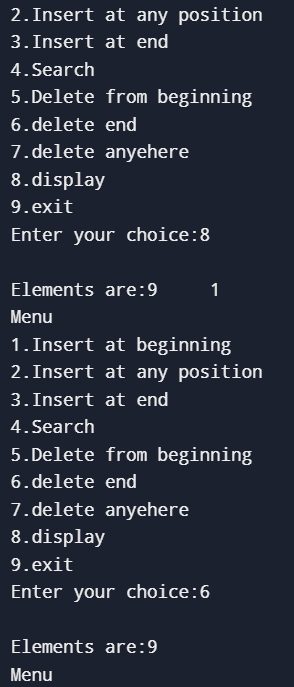 2.Insert at any position
3.Insert at end
4.Search
5.Delete from beginning
6.delete end
7.delete anyehere
8.display
9.exit
Enter your choice:8

Elements are:9     1
Menu
1.Insert at beginning
2.Insert at any position
3.Insert at end
4.Search
5.Delete from beginning
6.delete end
7.delete anyehere
8.display
9.exit
Enter your choice:6

Elements are:9
Menu